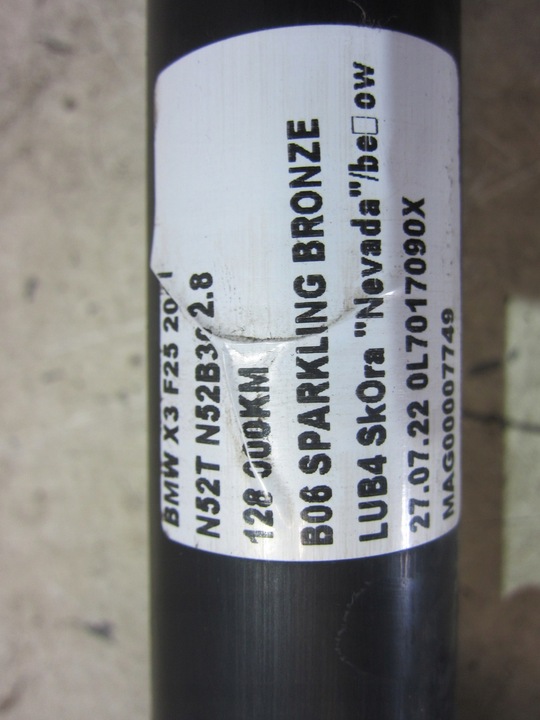 BMW X3 F25 2011
N52T N52B30 2.8
128 000KM
B06 SPARKLING BRONZE
LUB4 SkOra "Nevada"/be□ow
27.07.22 0L7017090X
MAG00007749